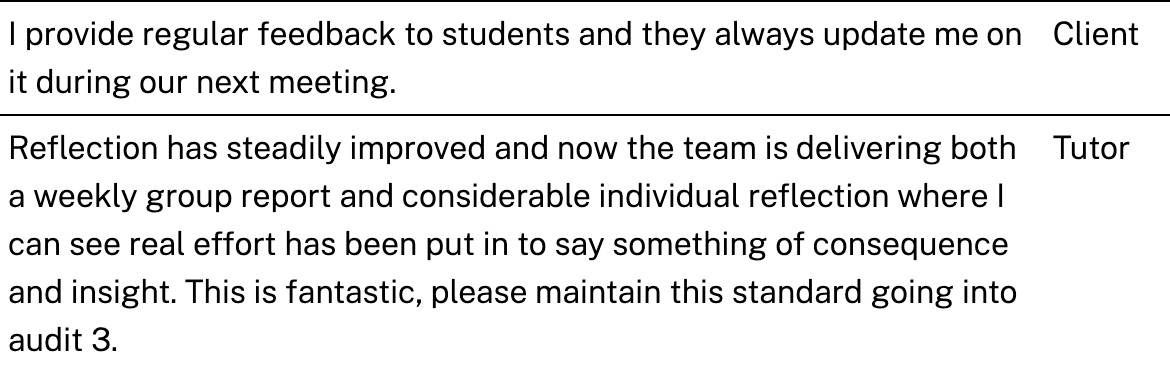 I provide regular feedback to students and they always update me on Client
it during our next meeting.
Reflection has steadily improved and now the team is delivering both Tutor
a weekly group report and considerable individual reflection where I
can see real effort has been put in to say something of consequence
and insight. This is fantastic, please maintain this standard going into
audit 3.